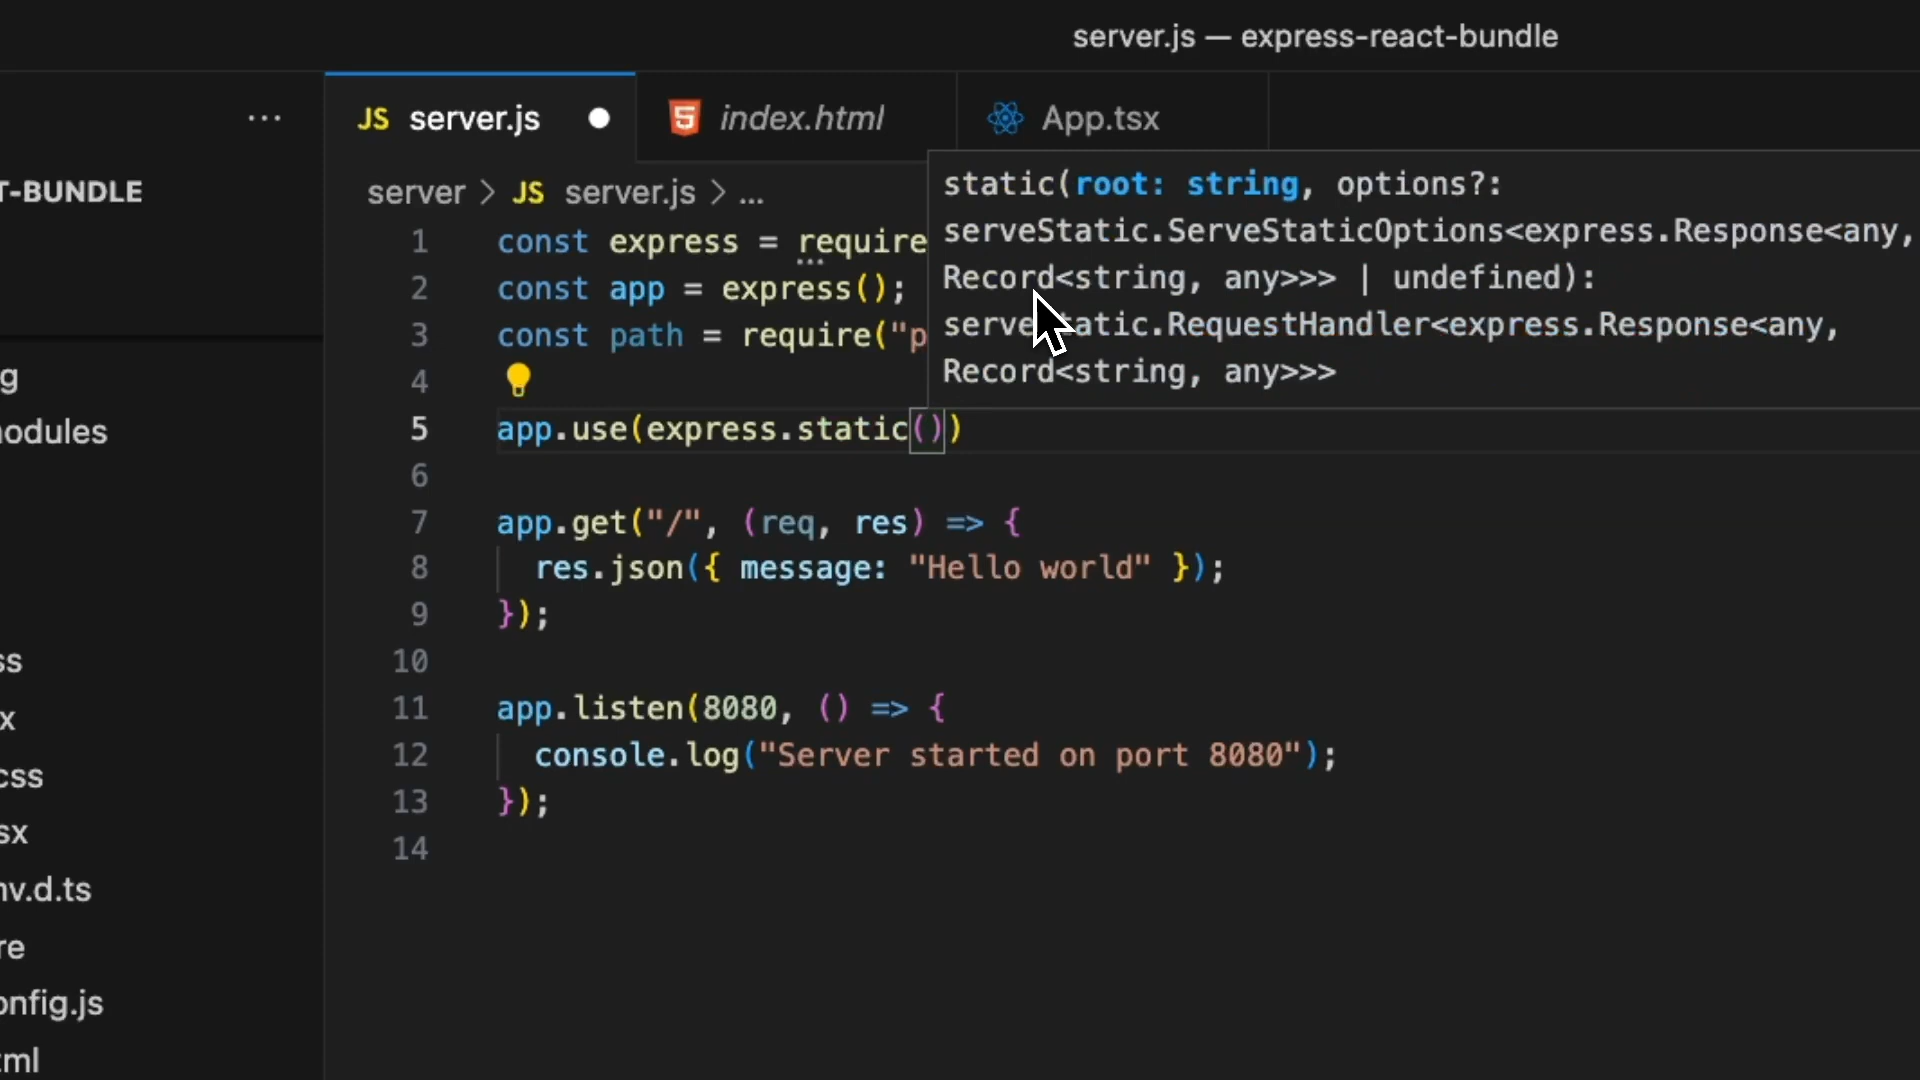 server.js — express-react-bundle
JS server.js
index.html
App.tsx
T-BUNDLE
server > JS server.js > ...
static(root: string, options?:
serveStatic.ServeStaticOptions<express.Response<any,
Record<string, any>>> | undefined):
serveStatic.RequestHandler<express.Response<any,
Record<string, any>>>
1 const express = require
2 const app = express();
3 const path = require("p
4
5 app.use(express.static())
6
7 app.get("/", (req, res) => {
8 res.json({ message: "Hello world" });
9 });
10
11 app.listen(8080, () => {
12 console.log("Server started on port 8080");
13 });
14
g
odules
ss
x
css
sx
nv.d.ts
re
onfig.js
tml